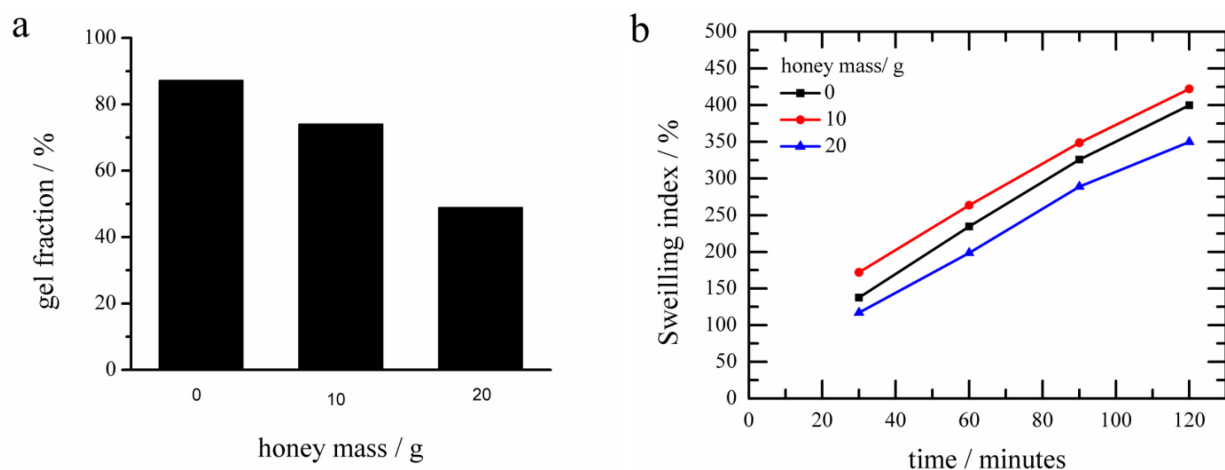 a
100
80
60
40
20
0
gel fraction / %
0 10 20
honey mass / g
b
500
450
400
350
300
250
200
150
100
50
0
Sweilling index / %
honey mass/ g
0
10
20
0 20 40 60 80 100 120
time / minutes